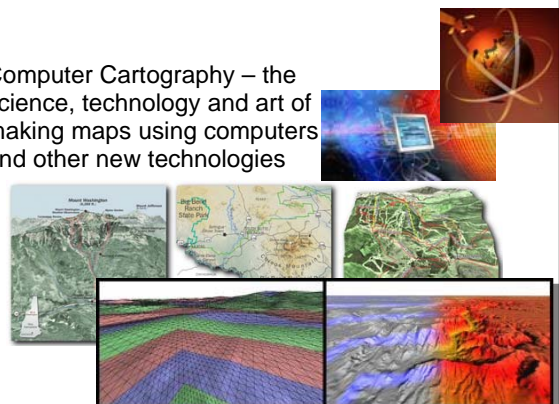 omputer Cartography – the
cience, technology and art of
naking maps using computers
nd other new technologies
Mount Washington
Big Bend
Ranch
State Park